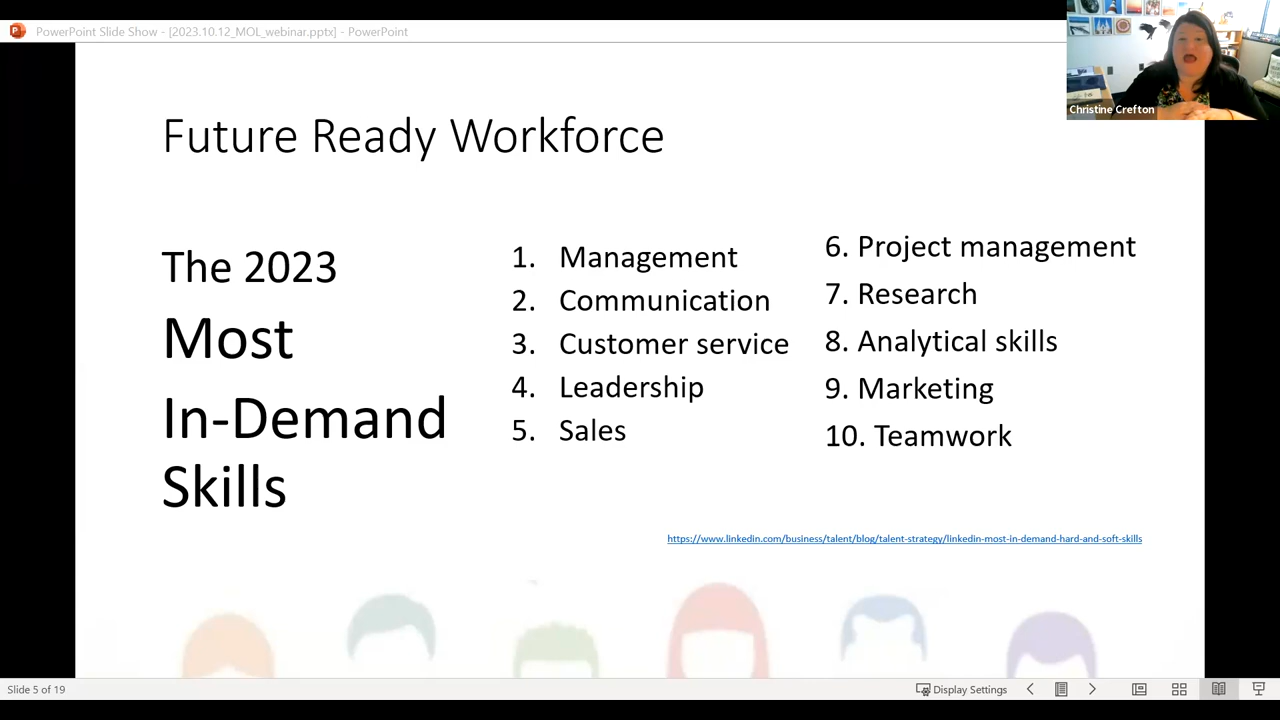 PowerPoint Slide Show - [2023.10.12_MOL_webinar.pptx] - PowerPoint
Christine Crefton
Future Ready Workforce
The 2023
Most
In-Demand
Skills
1. Management
2. Communication
3. Customer service
4. Leadership
5. Sales
6. Project management
7. Research
8. Analytical skills
9. Marketing
10. Teamwork
https://www.linkedin.com/business/talent/blog/talent-strategy/linkedin-most-in-demand-hard-and-soft-skills
Slide 5 of 19
Display Settings